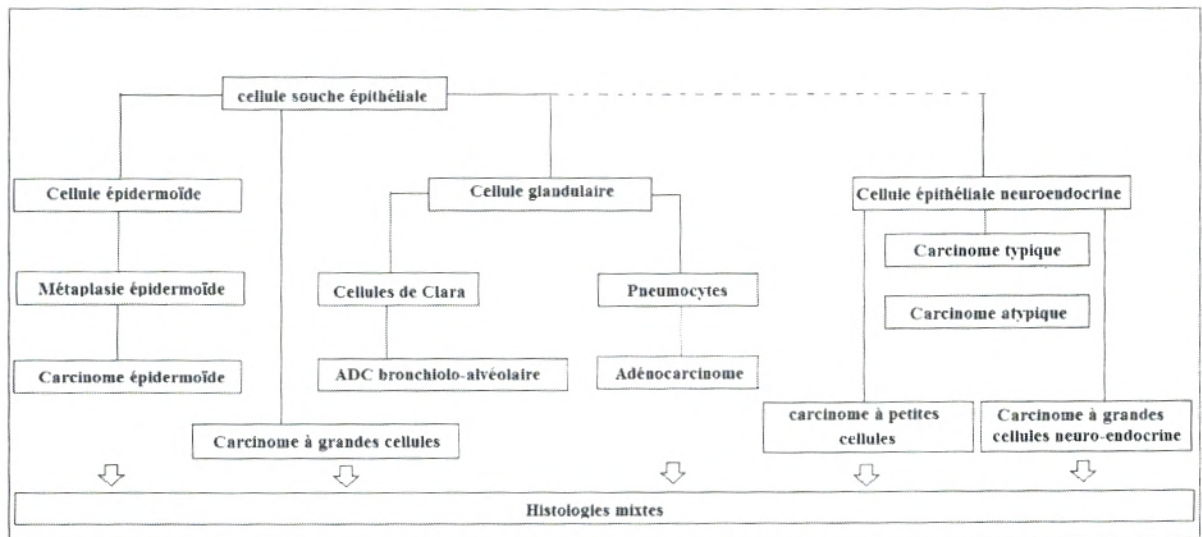 cellule souche épithéliale
Cellule épidermoïde
Cellule glandulaire
Cellule épithéliale neuroendocrine
Carcinome typique
Métaplasie épidermoïde
Cellules de Clara
Pneumocytes
Carcinome atypique
Carcinome épidermoïde
ADC bronchiolo-alvéolaire
Adénocarcinome
Carcinome à grandes cellules
carcinome à petites
cellules
Carcinome à grandes
cellules neuro-endocrine
Histologies mixtes